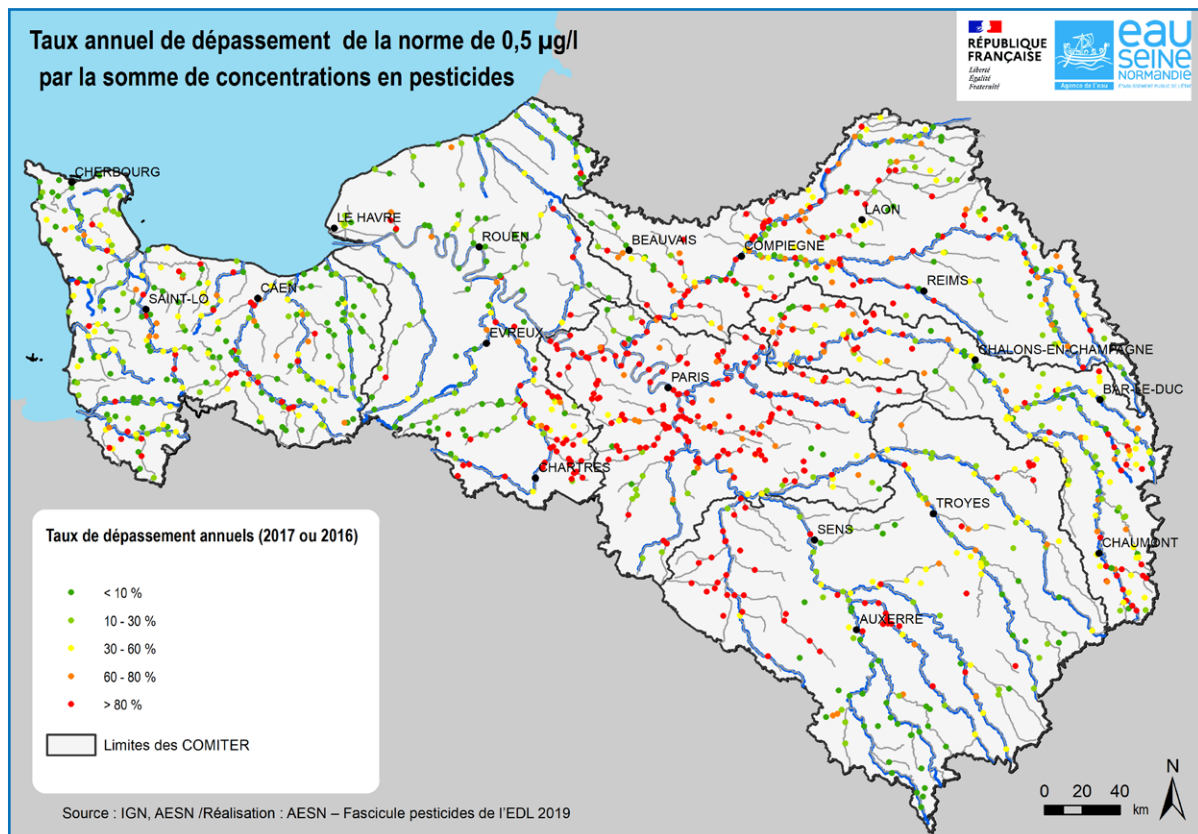 Taux annuel de dépassement de la norme de 0,5 µg/l
par la somme de concentrations en pesticides
RÉPUBLIQUE
FRANÇAISE
Liberté
Égalité
Fraternité
eau
SEINE
NORMANDIE
Agence de l'eau
CHERBOURG
LE HAVRE
ROUEN
BEAUVAIS
COMPIEGNE
LAON
REIMS
SAINT-LO
CAEN
EVREUX
CHALONS-EN-CHAMPAGNE
PARIS
BAR-LE-DUC
CHARTRES
TROYES
SENS
CHAUMONT
AUXERRE
Taux de dépassement annuels (2017 ou 2016)
< 10 %
10 - 30 %
30 - 60 %
60 - 80 %
> 80 %
Limites des COMITER
Source : IGN, AESN /Réalisation : AESN – Fascicule pesticides de l'EDL 2019
N
0 20 40
km